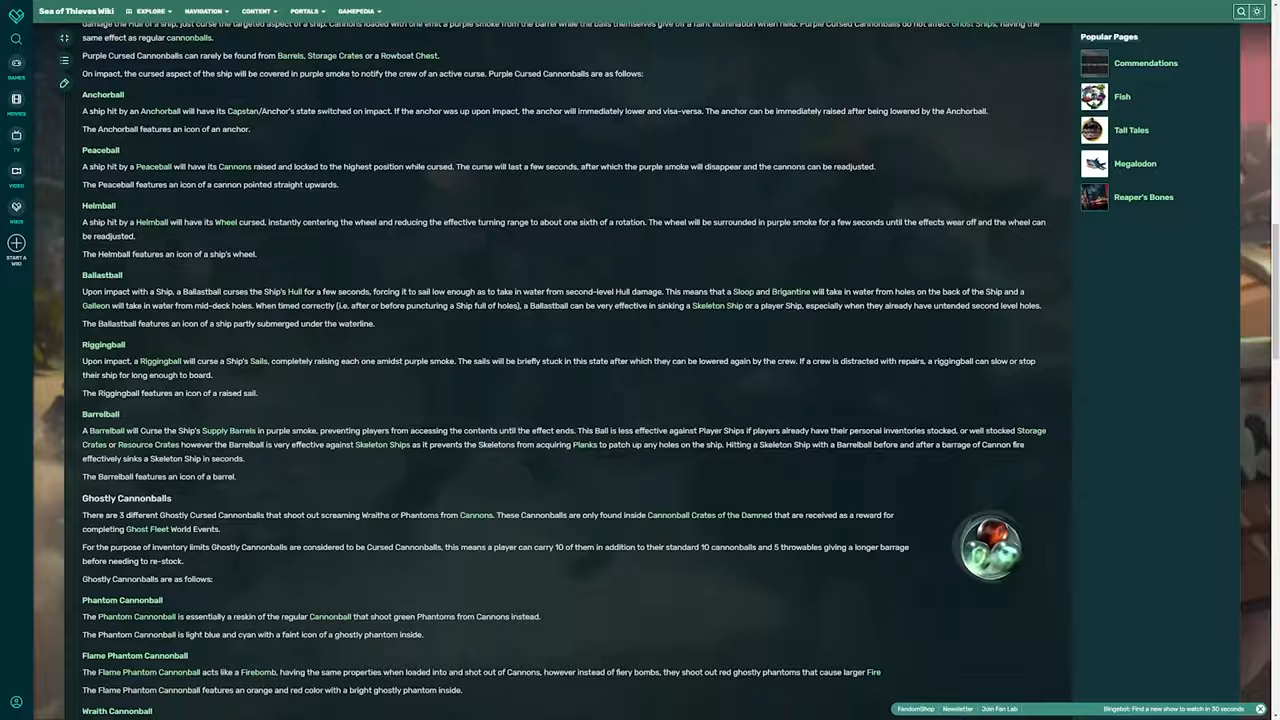 Sea of Thieves Wiki
EXPLORE
NAVIGATION
CONTENT
PORTALS
GAMEPEDIA
GAMES
MOVIES
TV
VIDEO
WIKIS
START A
WIKI
damage the Hull of a ship, just curse the targeted aspect of a ship. Cannons loaded with one emit a purple smoke from the barrel while the balls themselves give off a faint illumination when held. Purple Cursed Cannonballs do not affect Ghost Ships, having the
same effect as regular cannonballs.
Purple Cursed Cannonballs can rarely be found from Barrels, Storage Crates or a Rowboat Chest.
On impact, the cursed aspect of the ship will be covered in purple smoke to notify the crew of an active curse. Purple Cursed Cannonballs are as follows:
Anchorball
A ship hit by an Anchorball will have its Capstan/Anchor's state switched on impact. If the anchor was up upon impact, the anchor will immediately lower and visa-versa. The anchor can be immediately raised after being lowered by the Anchorball.
The Anchorball features an icon of an anchor.
Peaceball
A ship hit by a Peaceball will have its Cannons raised and locked to the highest position while cursed. The curse will last a few seconds, after which the purple smoke will disappear and the cannons can be readjusted.
The Peaceball features an icon of a cannon pointed straight upwards.
Helmball
A ship hit by a Helmball will have its Wheel cursed, instantly centering the wheel and reducing the effective turning range to about one sixth of a rotation. The wheel will be surrounded in purple smoke for a few seconds until the effects wear off and the wheel can
be readjusted.
The Helmball features an icon of a ship's wheel.
Ballastball
Upon impact with a Ship, a Ballastball curses the Ship's Hull for a few seconds, forcing it to sail low enough as to take in water from second-level Hull damage. This means that a Sloop and Brigantine will take in water from holes on the back of the Ship and a
Galleon will take in water from mid-deck holes. When timed correctly (i.e. after or before puncturing a Ship full of holes), a Ballastball can be very effective in sinking a Skeleton Ship or a player Ship, especially when they already have untended second level holes.
The Ballastball features an icon of a ship partly submerged under the waterline.
Riggingball
Upon impact, a Riggingball will curse a Ship's Sails, completely raising each one amidst purple smoke. The sails will be briefly stuck in this state after which they can be lowered again by the crew. If a crew is distracted with repairs, a riggingball can slow or stop
their ship for long enough to board.
The Riggingball features an icon of a raised sail.
Barrelball
A Barrelball will Curse the Ship's Supply Barrels in purple smoke, preventing players from accessing the contents until the effect ends. This Ball is less effective against Player Ships if players already have their personal inventories stocked, or well stocked Storage
Crates or Resource Crates however the Barrelball is very effective against Skeleton Ships as it prevents the Skeletons from acquiring Planks to patch up any holes on the ship. Hitting a Skeleton Ship with a Barrelball before and after a barrage of Cannon fire
effectively sinks a Skeleton Ship in seconds.
The Barrelball features an icon of a barrel.
Ghostly Cannonballs
There are 3 different Ghostly Cursed Cannonballs that shoot out screaming Wraiths or Phantoms from Cannons. These Cannonballs are only found inside Cannonball Crates of the Damned that are received as a reward for
completing Ghost Fleet World Events.
For the purpose of inventory limits Ghostly Cannonballs are considered to be Cursed Cannonballs, this means a player can carry 10 of them in addition to their standard 10 cannonballs and 5 throwables giving a longer barrage
before needing to re-stock.
Ghostly Cannonballs are as follows:
Phantom Cannonball
The Phantom Cannonball is essentially a reskin of the regular Cannonball that shoot green Phantoms from Cannons instead.
The Phantom Cannonball is light blue and cyan with a faint icon of a ghostly phantom inside.
Flame Phantom Cannonball
The Flame Phantom Cannonball acts like a Firebomb, having the same properties when loaded into and shot out of Cannons, however instead of fiery bombs, they shoot out red ghostly phantoms that cause larger Fire
The Flame Phantom Cannonball features an orange and red color with a bright ghostly phantom inside.
Wraith Cannonball
Popular Pages
Commendations
Fish
Tall Tales
Megalodon
Reaper's Bones
FandomShop
Newsletter
Join Fan Lab
Bingebot: Find a new show to watch in 30 seconds